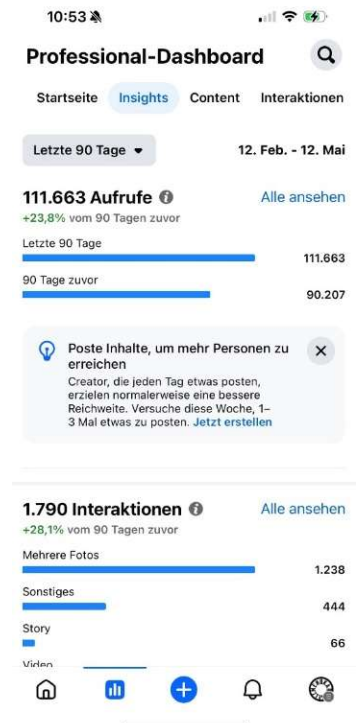 10:53
Professional-Dashboard
Startseite Insights Content Interaktionen
Letzte 90 Tage 12. Feb. - 12. Mai
111.663 Aufrufe Alle ansehen
+23,8% vom 90 Tagen zuvor
Letzte 90 Tage
111.663
90 Tage zuvor
90.207
Poste Inhalte, um mehr Personen zu
erreichen
Creator, die jeden Tag etwas posten,
erzielen normalerweise eine bessere
Reichweite. Versuche diese Woche, 1–
3 Mal etwas zu posten. Jetzt erstellen
1.790 Interaktionen Alle ansehen
+28,1% vom 90 Tagen zuvor
Mehrere Fotos
1.238
Sonstiges
444
Story
66
Video